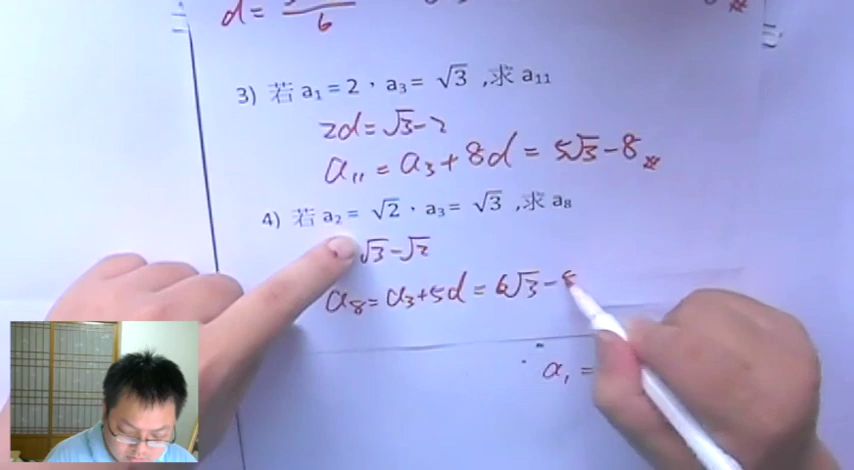 d=
6
3) 若 a₁ = 2，a₃ = √3 ,求 a₁₁
2d=√3-2
a₁₁ = a₃+8d = 5√3-8
4) 若 a₂ = √2，a₃ = √3 ,求 a₈
√3-√2
a₈=a₃+5d = 6√3-
a₁ =